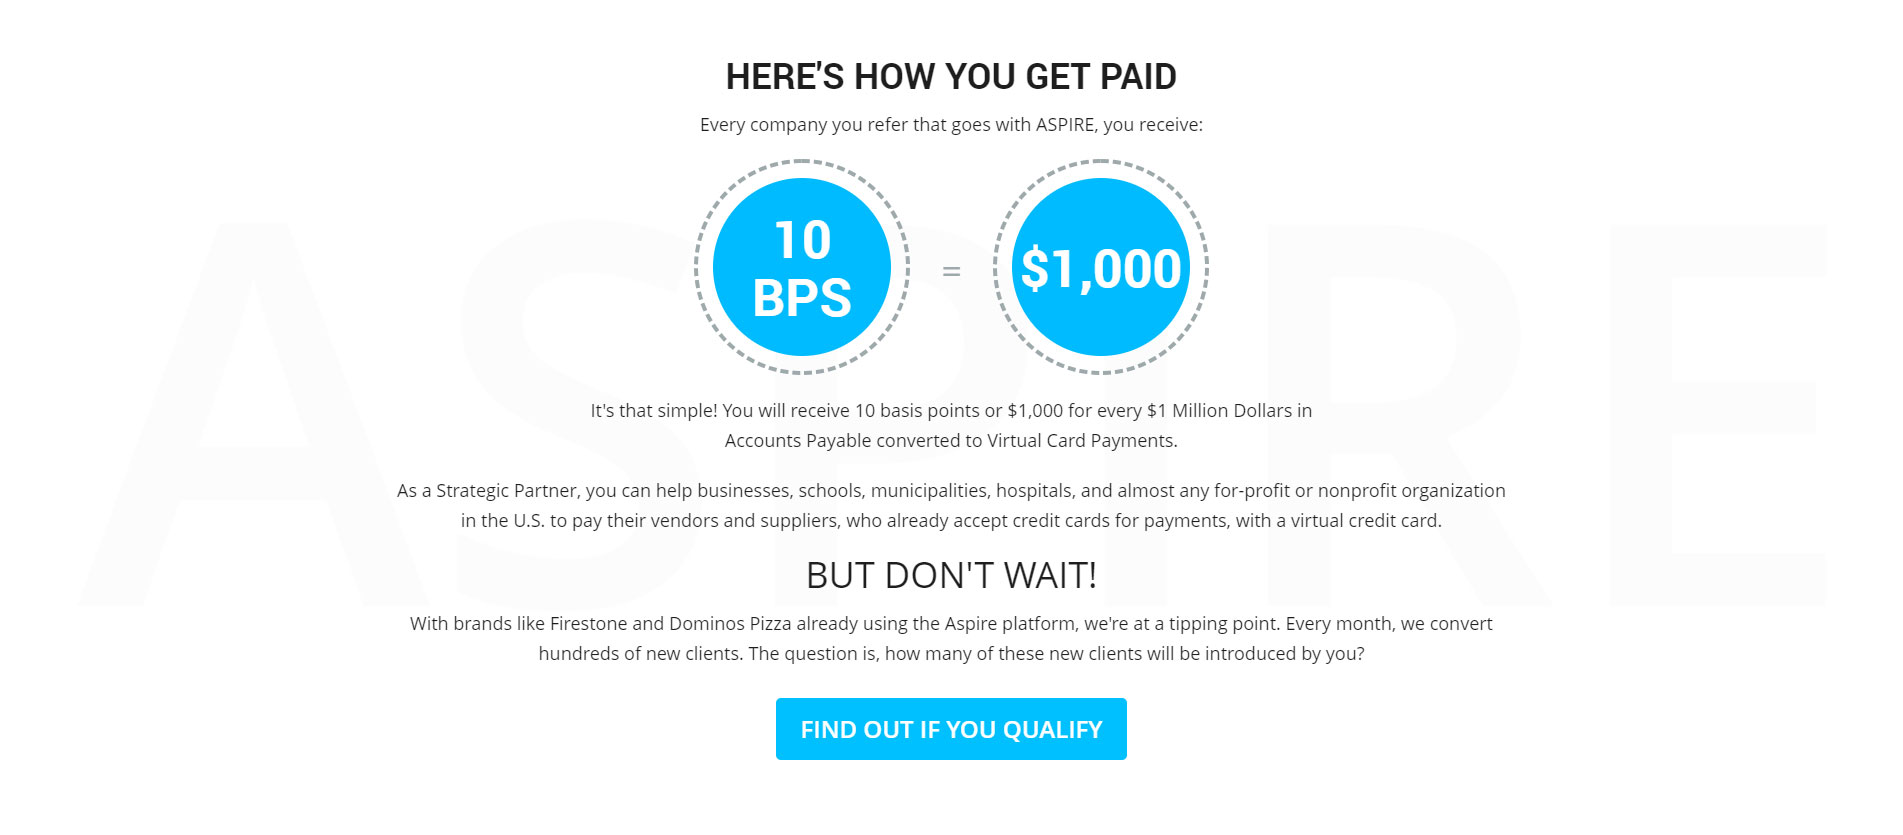 HERE'S HOW YOU GET PAID
Every company you refer that goes with ASPIRE, you receive:
10
BPS
=
$1,000
It's that simple! You will receive 10 basis points or $1,000 for every $1 Million Dollars in
Accounts Payable converted to Virtual Card Payments.
As a Strategic Partner, you can help businesses, schools, municipalities, hospitals, and almost any for-profit or nonprofit organization
in the U.S. to pay their vendors and suppliers, who already accept credit cards for payments, with a virtual credit card.
BUT DON'T WAIT!
With brands like Firestone and Dominos Pizza already using the Aspire platform, we're at a tipping point. Every month, we convert
hundreds of new clients. The question is, how many of these new clients will be introduced by you?
FIND OUT IF YOU QUALIFY
ASPIRE